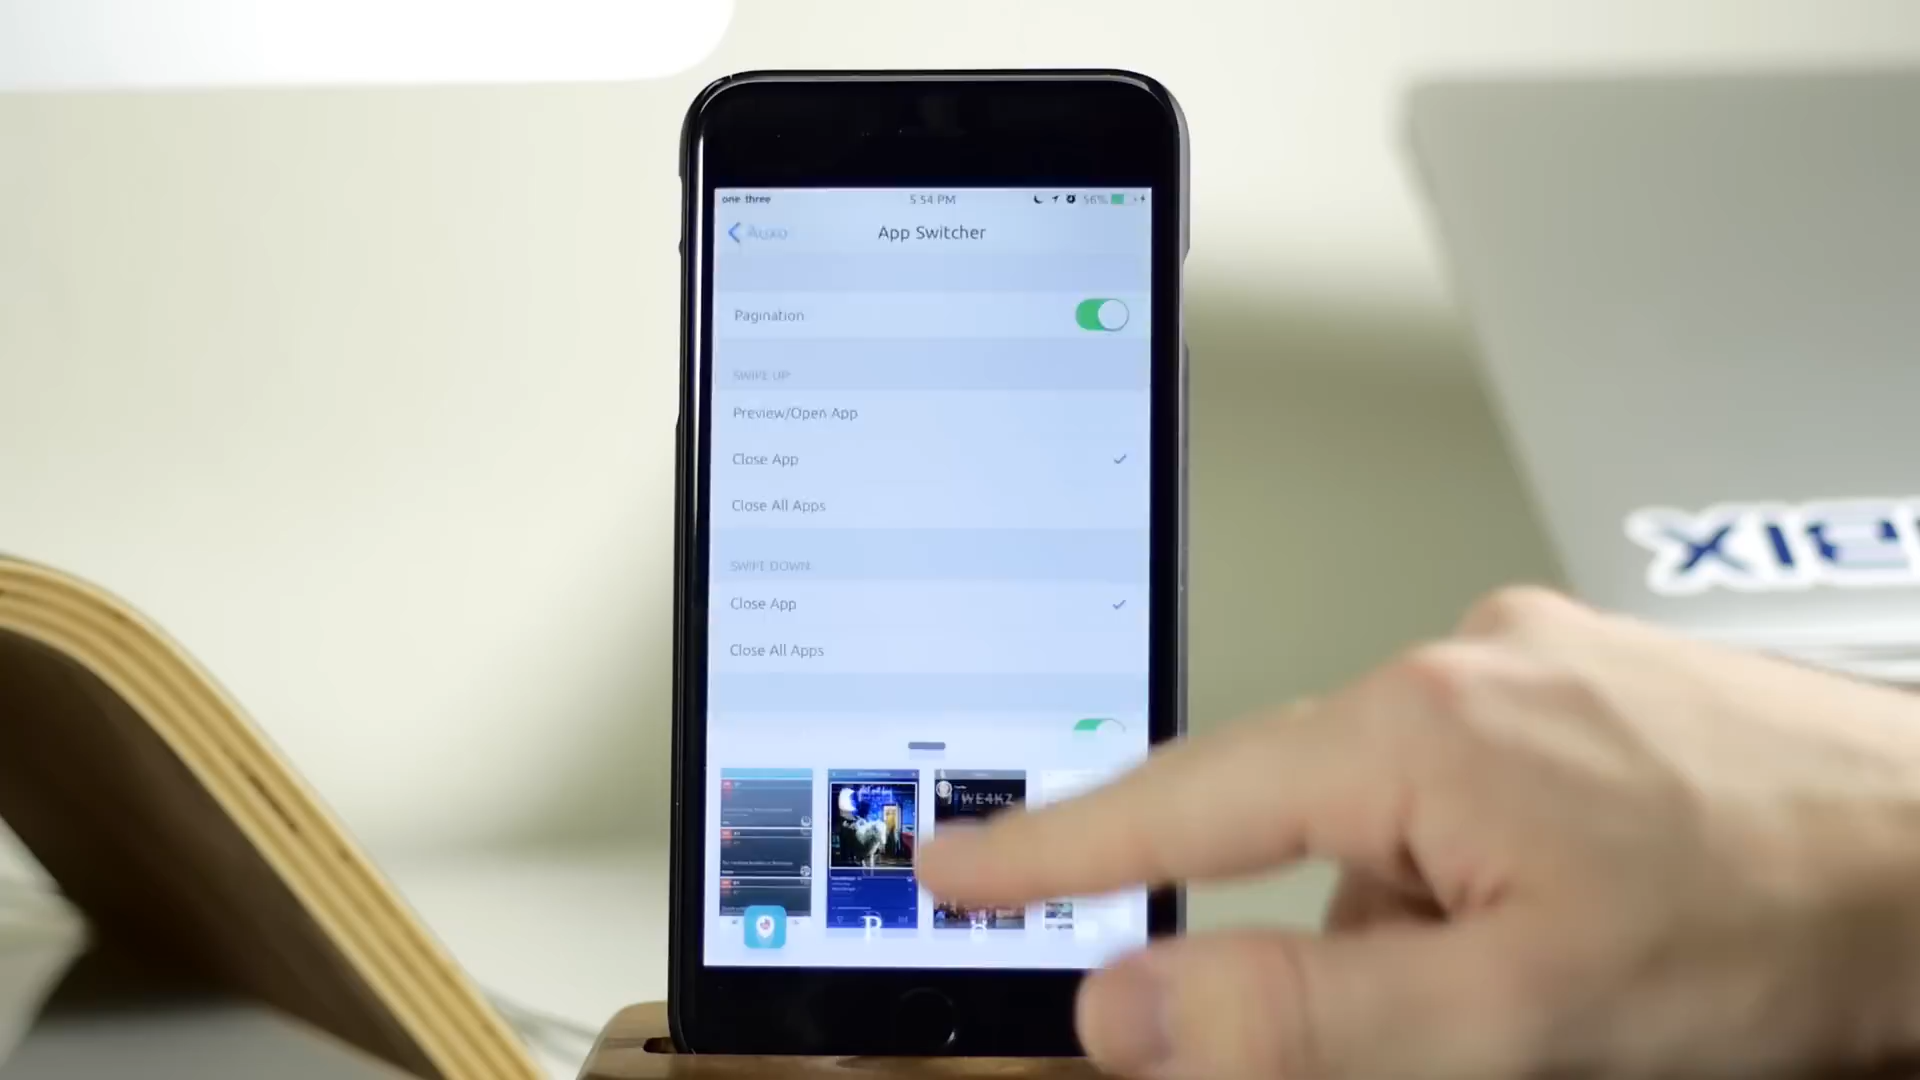 one three 5:54 PM 56%
Auxo App Switcher
Pagination
SWIPE UP
Preview/Open App
Close App
Close All Apps
SWIPE DOWN
Close App
Close All Apps
WE4KZ
P